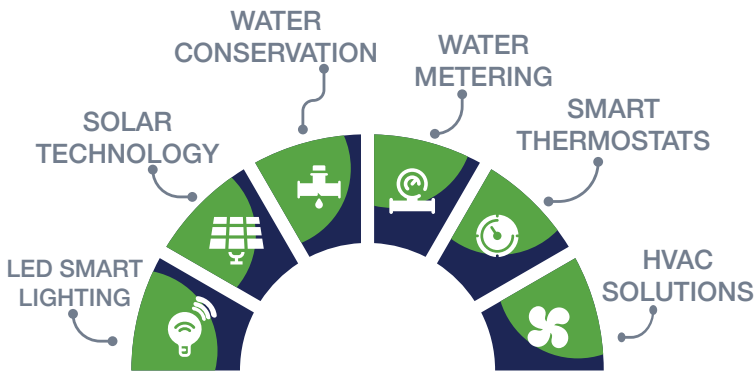 WATER
CONSERVATION
WATER
METERING
SOLAR
TECHNOLOGY
SMART
THERMOSTATS
LED SMART
LIGHTING
HVAC
SOLUTIONS